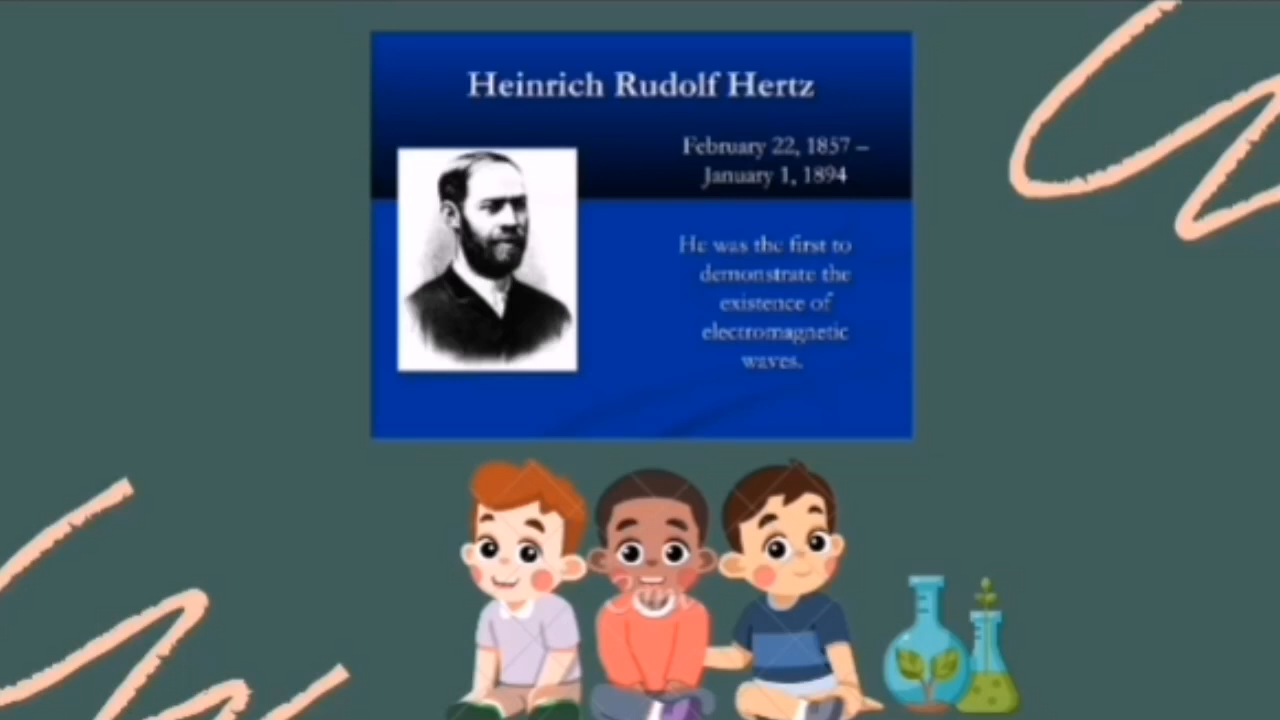 Heinrich Rudolf Hertz
February 22, 1857 –
January 1, 1894
He was the first to
demonstrate the
existence of
electromagnetic
waves.